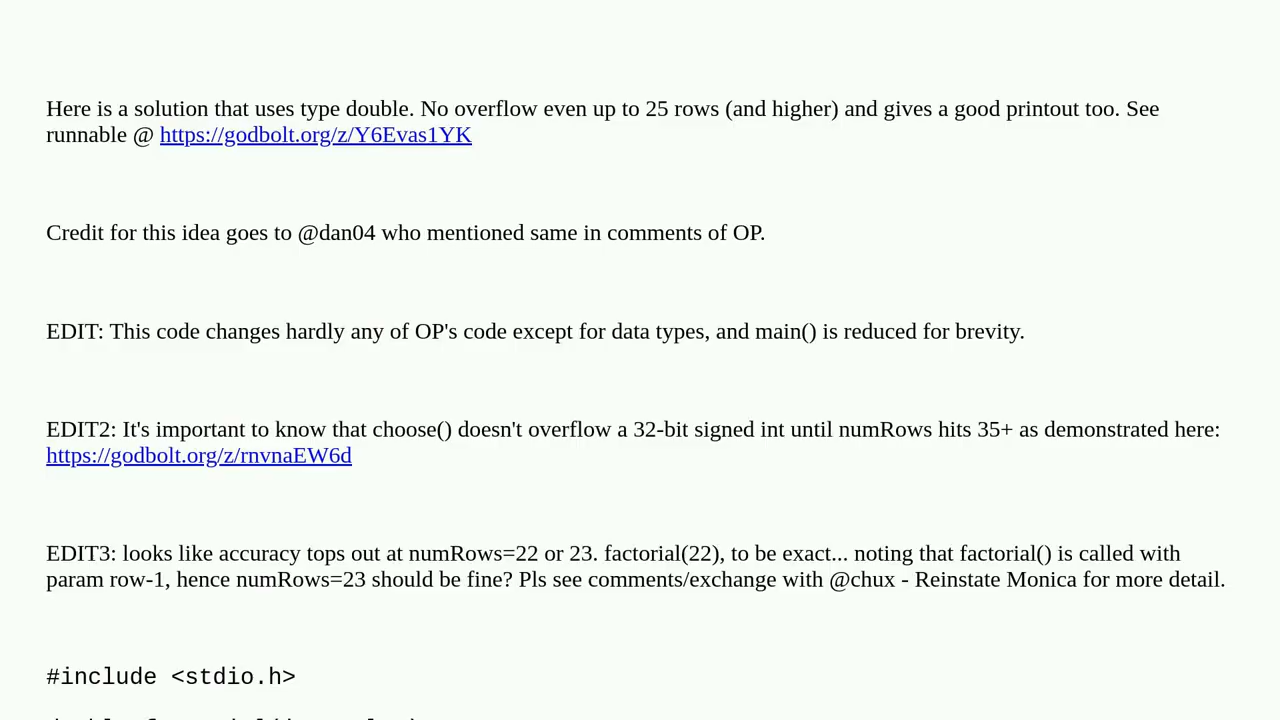 Here is a solution that uses type double. No overflow even up to 25 rows (and higher) and gives a good printout too. See
runnable @ https://godbolt.org/z/Y6Evas1YK
Credit for this idea goes to @dan04 who mentioned same in comments of OP.
EDIT: This code changes hardly any of OP's code except for data types, and main() is reduced for brevity.
EDIT2: It's important to know that choose() doesn't overflow a 32-bit signed int until numRows hits 35+ as demonstrated here:
https://godbolt.org/z/rnvnaEW6d
EDIT3: looks like accuracy tops out at numRows=22 or 23. factorial(22), to be exact... noting that factorial() is called with
param row-1, hence numRows=23 should be fine? Pls see comments/exchange with @chux - Reinstate Monica for more detail.
#include <stdio.h>